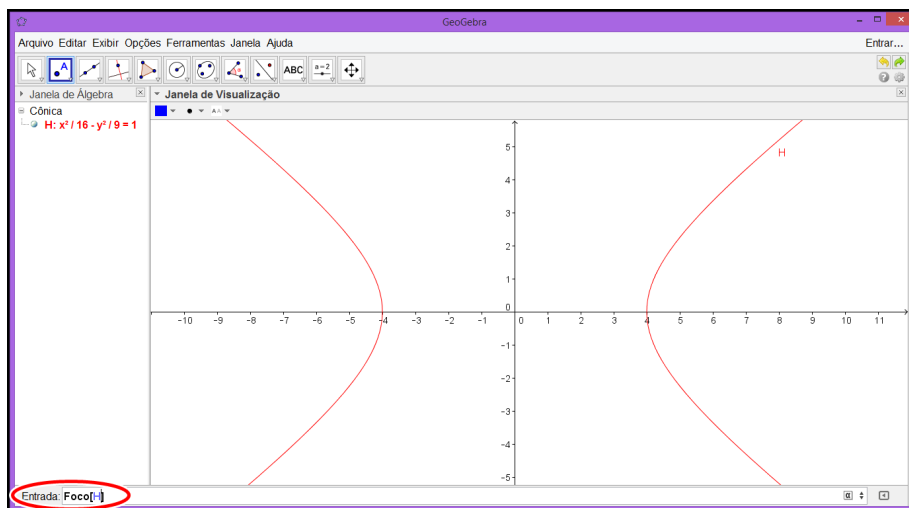 GeoGebra
Arquivo Editar Exibir Opções Ferramentas Janela Ajuda
Entrar...
ABC
a=2
Janela de Álgebra
Janela de Visualização
Cônica
H: x² / 16 - y² / 9 = 1
A A
H
5
4
3
2
1
0
-10 -9 -8 -7 -6 -5 -4 -3 -2 -1 0 1 2 3 4 5 6 7 8 9 10 11
-1
-2
-3
-4
-5
Entrada: Foco[H]
α